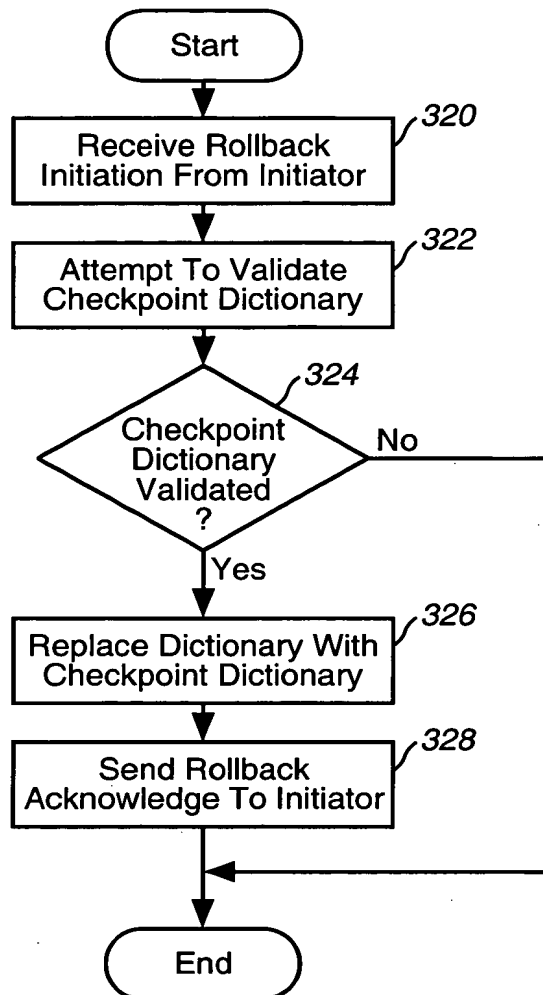 Start
320
Receive Rollback
Initiation From Initiator
322
Attempt To Validate
Checkpoint Dictionary
324
Checkpoint
Dictionary
Validated
?
No
Yes
326
Replace Dictionary With
Checkpoint Dictionary
328
Send Rollback
Acknowledge To Initiator
End